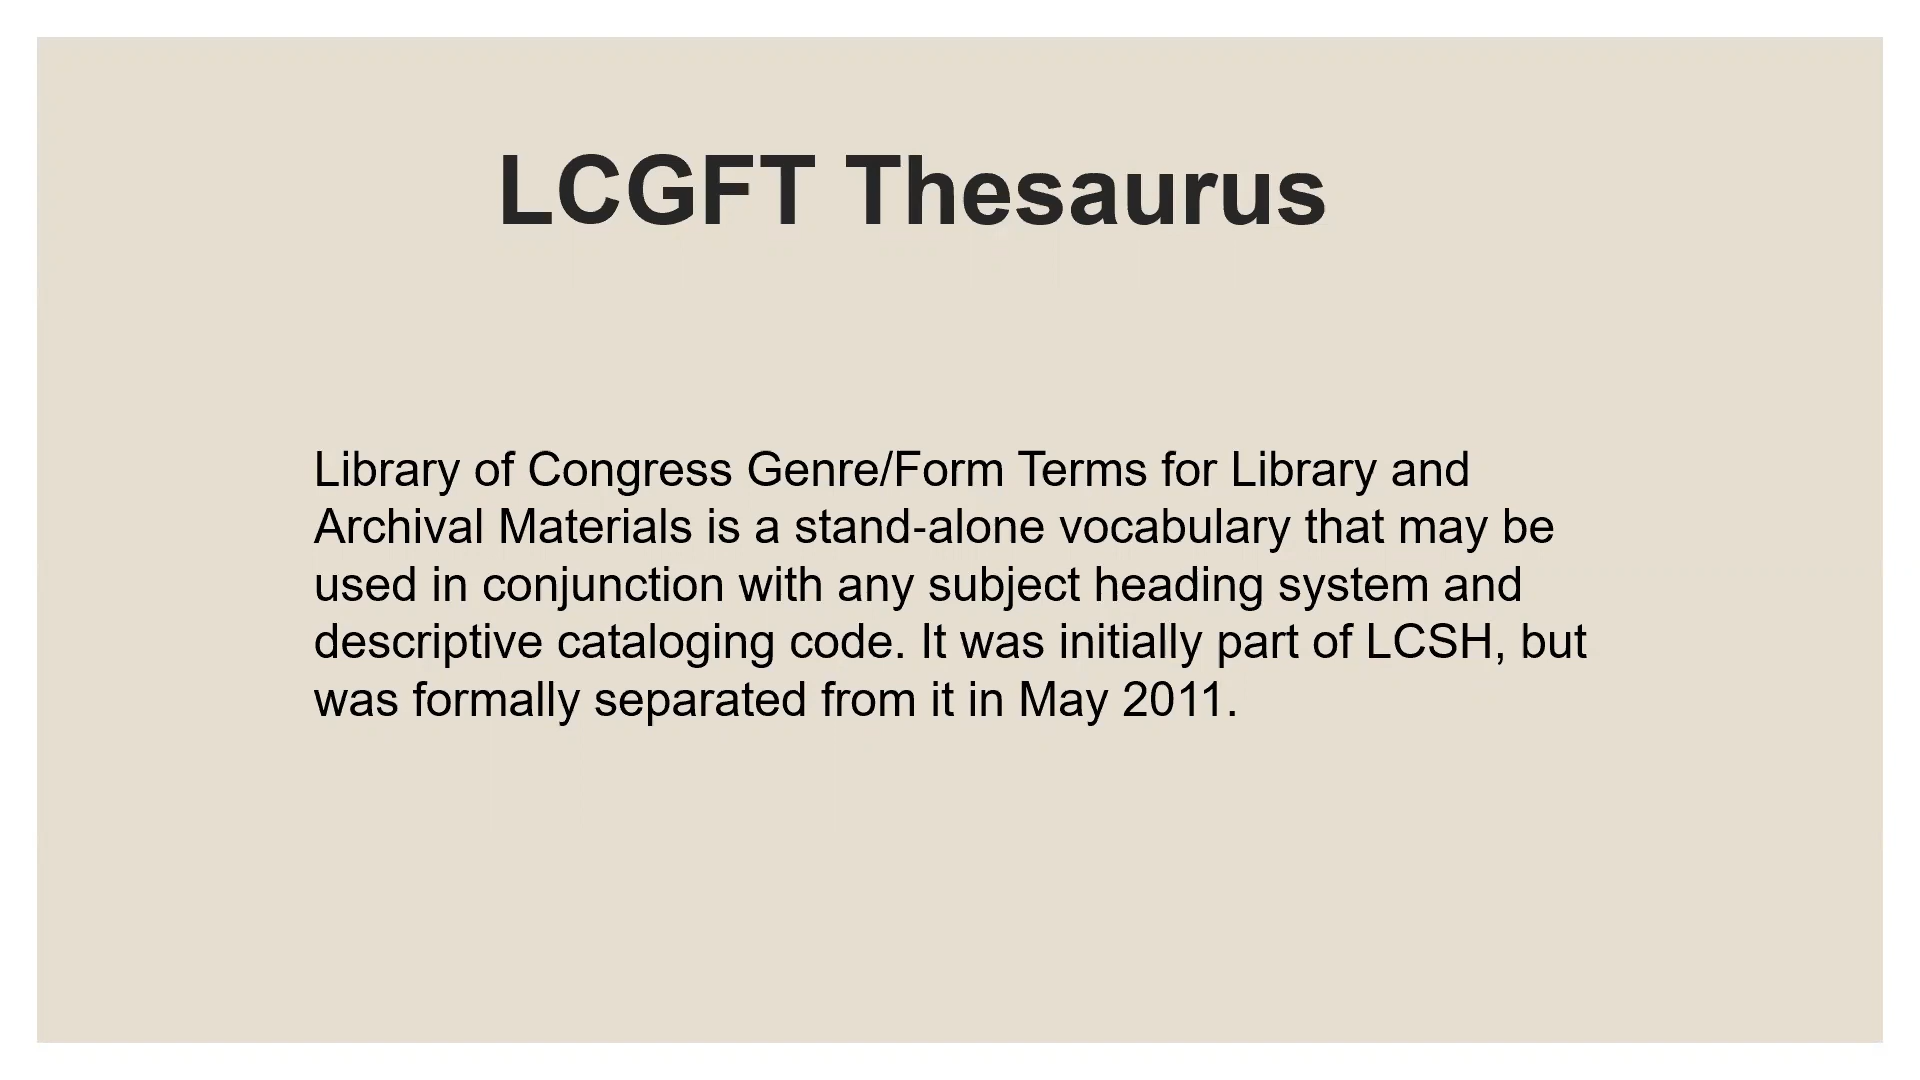 LCGFT Thesaurus
Library of Congress Genre/Form Terms for Library and
Archival Materials is a stand-alone vocabulary that may be
used in conjunction with any subject heading system and
descriptive cataloging code. It was initially part of LCSH, but
was formally separated from it in May 2011.